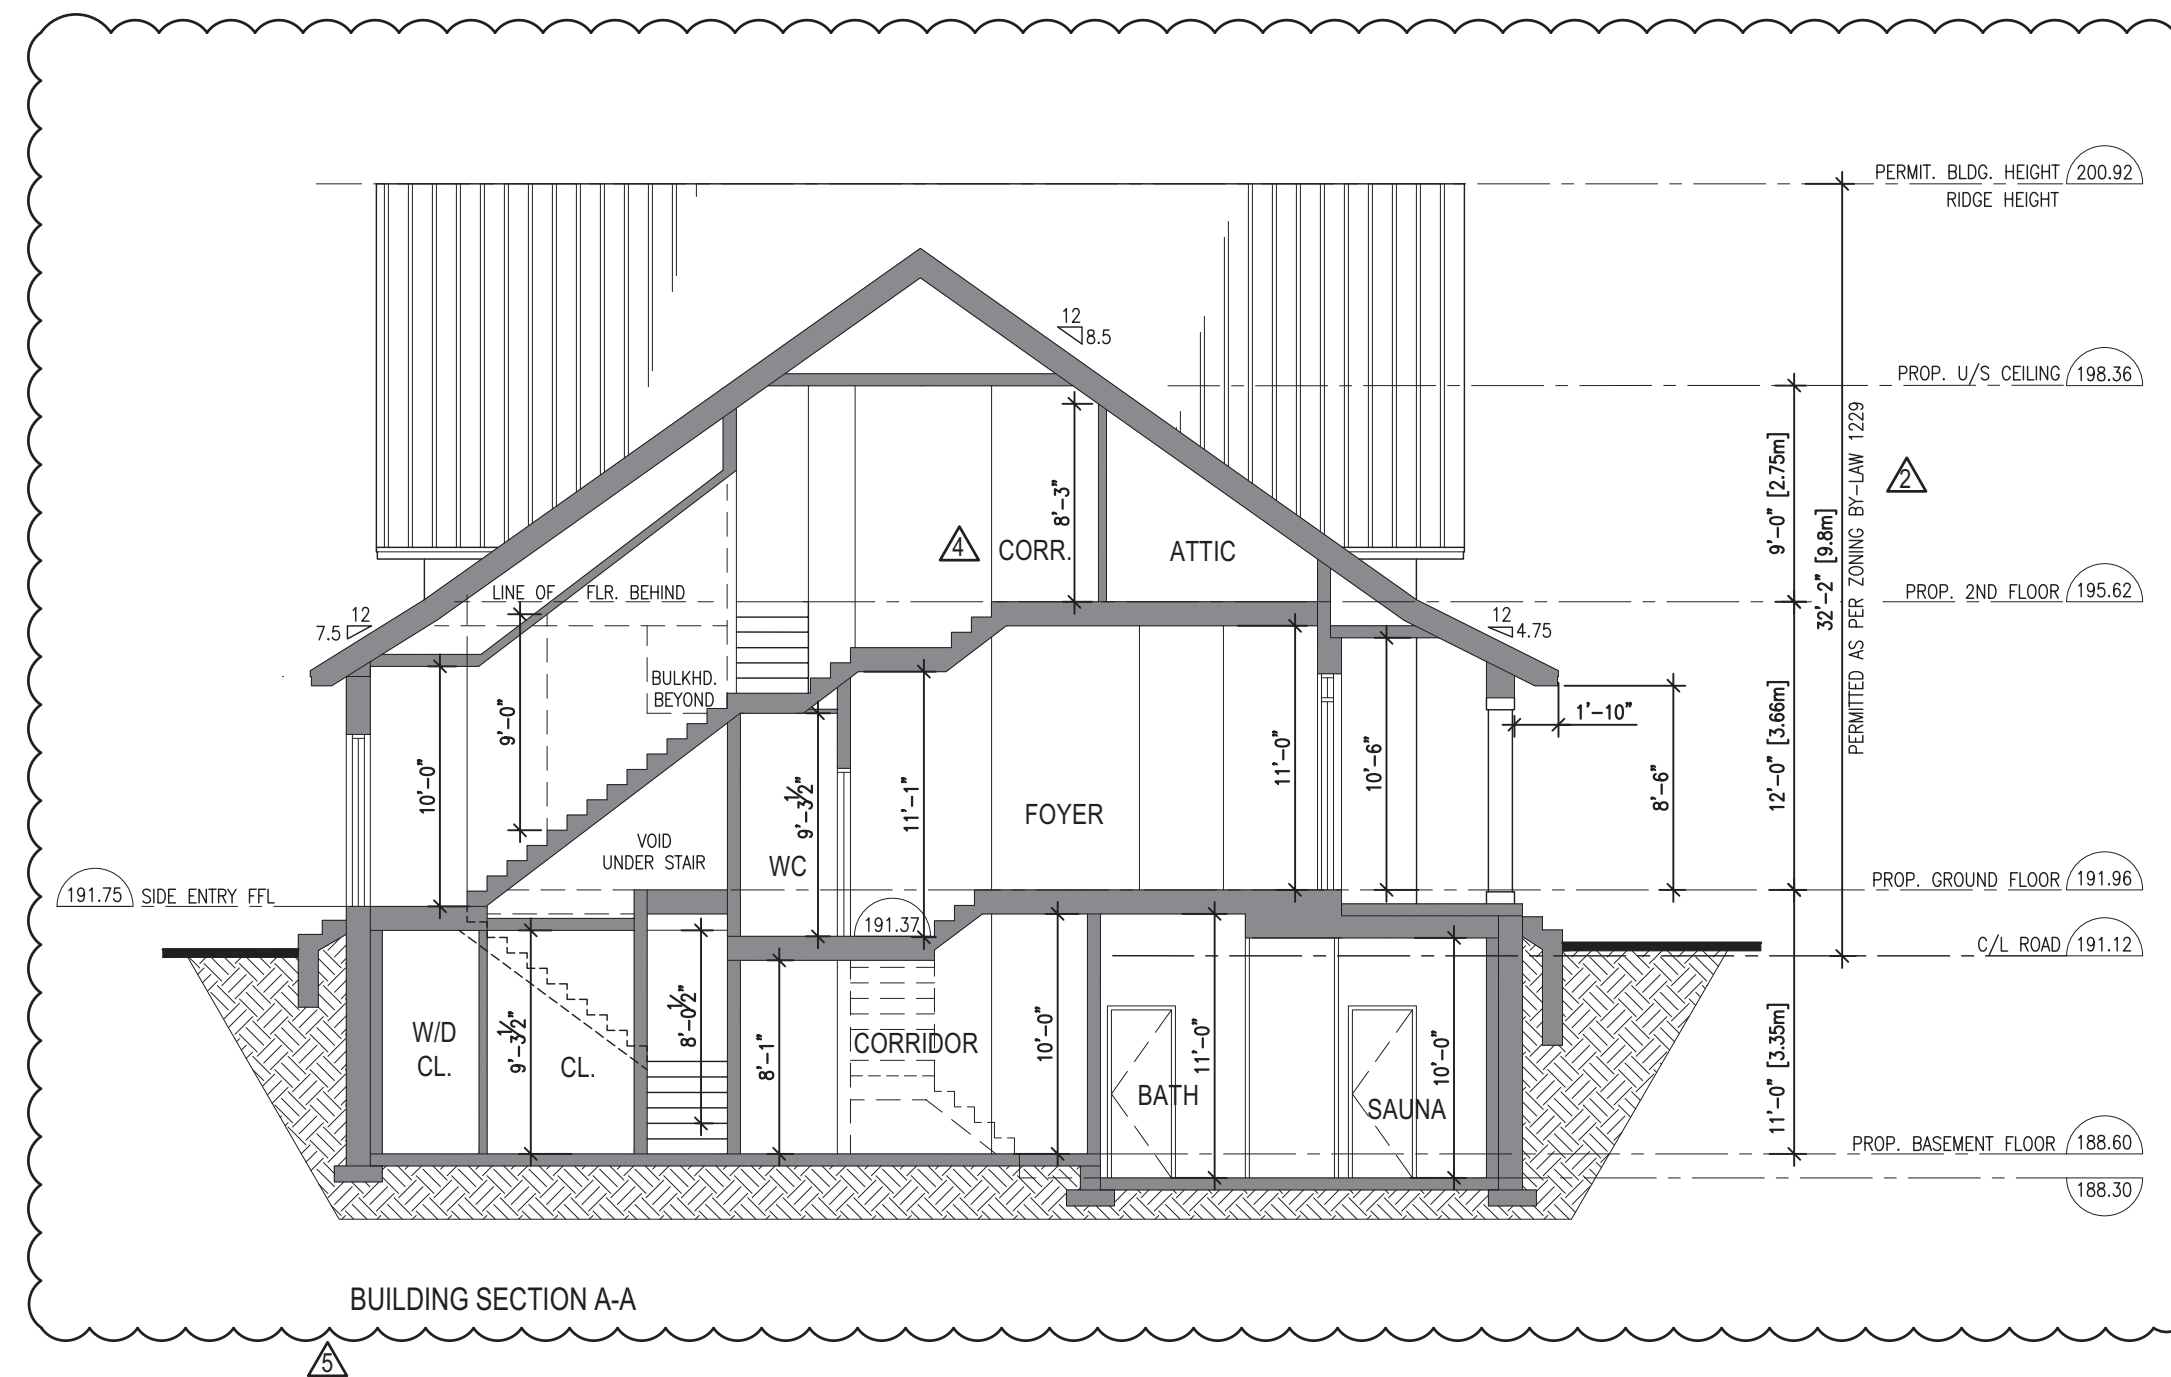 PERMIT. BLDG. HEIGHT 200.92
RIDGE HEIGHT
12
8.5
PROP. U/S CEILING 198.36
9'-0" [2.75m]
32'-2" [9.8m]
PERMITTED AS PER ZONING BY-LAW 1229
2
8'-3"
4 CORR.
ATTIC
LINE OF FLR. BEHIND
PROP. 2ND FLOOR 195.62
12
7.5
12
4.75
BULKHD.
BEYOND
10'-0"
9'-0"
9'-3½"
11'-1"
11'-0"
10'-6"
1'-10"
8'-6"
12'-0" [3.66m]
FOYER
VOID
UNDER STAIR
WC
191.75 SIDE ENTRY FFL
PROP. GROUND FLOOR 191.96
191.37
C/L ROAD 191.12
W/D
CL.
9'-3½"
CL.
8'-0½"
8'-1"
CORRIDOR
10'-0"
11'-0"
BATH
10'-0"
SAUNA
11'-0" [3.35m]
PROP. BASEMENT FLOOR 188.60
188.30
BUILDING SECTION A-A
5